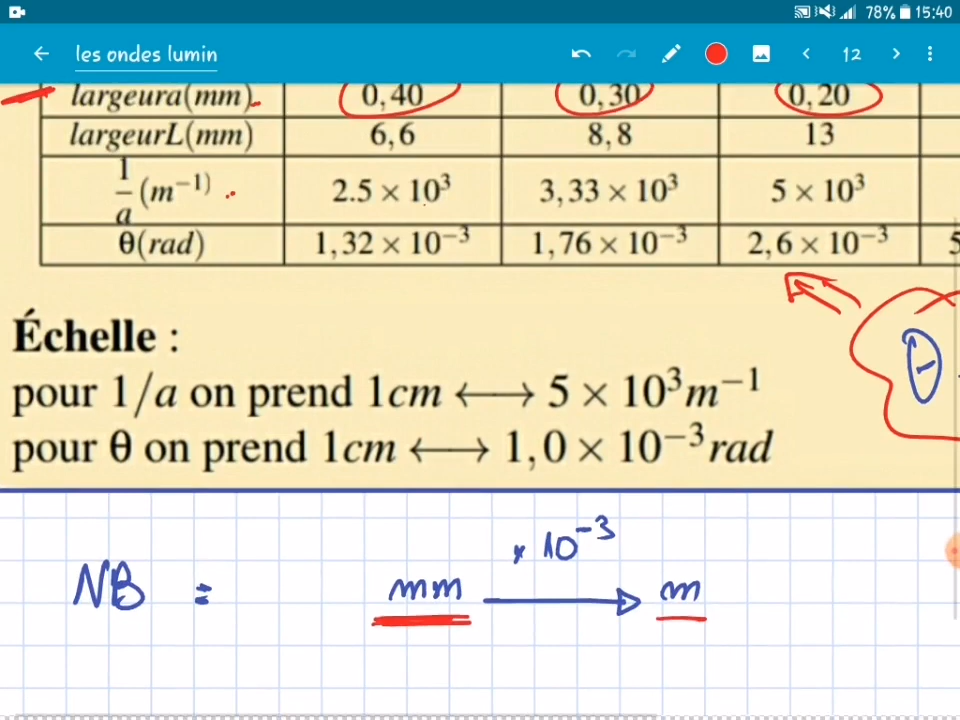 78% 15:40
les ondes lumin 12
largeura(mm) 0,40 0,30 0,20
largeurL(mm) 6,6 8,8 13
1/a (m⁻¹) 2.5 × 10³ 3,33 × 10³ 5 × 10³
θ(rad) 1,32 × 10⁻³ 1,76 × 10⁻³ 2,6 × 10⁻³ 5
θ
Échelle :
pour 1/a on prend 1cm ⟷ 5 × 10³m⁻¹
pour θ on prend 1cm ⟷ 1,0 × 10⁻³rad
× 10⁻³
NB : mm → m